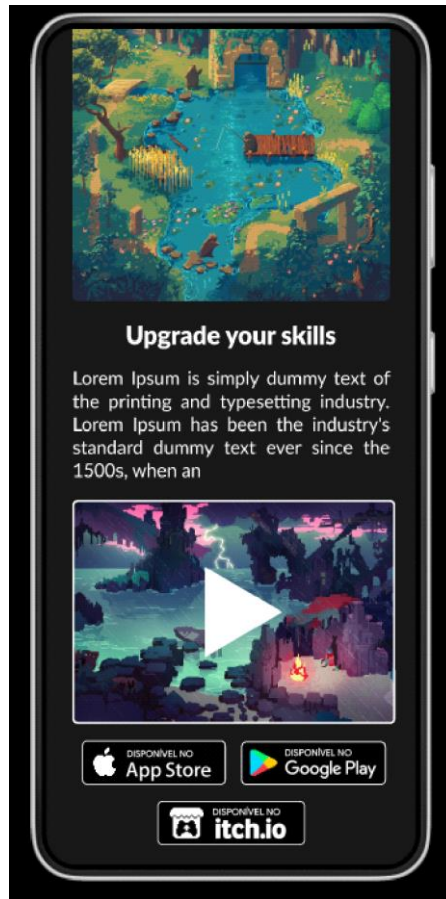 Upgrade your skills
Lorem Ipsum is simply dummy text of
the printing and typesetting industry.
Lorem Ipsum has been the industry's
standard dummy text ever since the
1500s, when an
DISPONÍVEL NO
App Store
DISPONÍVEL NO
Google Play
DISPONÍVEL NO
itch.io